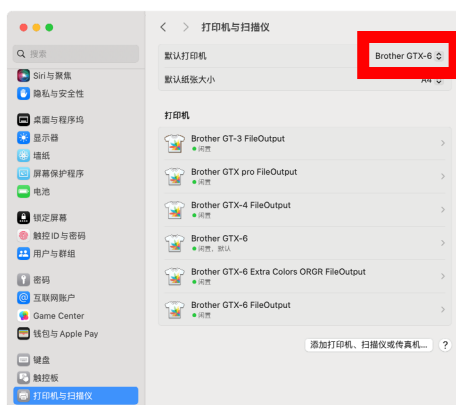 打印机与扫描仪
搜索
Siri与聚焦
隐私与安全性
桌面与程序坞
显示器
墙纸
屏幕保护程序
电池
锁定屏幕
触控ID与密码
用户与群组
密码
互联网账户
Game Center
钱包与 Apple Pay
键盘
触控板
打印机与扫描仪
默认打印机
Brother GTX-6
默认纸张大小
A4
打印机
Brother GT-3 FileOutput
闲置
Brother GTX pro FileOutput
闲置
Brother GTX-4 FileOutput
闲置
Brother GTX-6
闲置，默认
Brother GTX-6 Extra Colors ORGR FileOutput
闲置
Brother GTX-6 FileOutput
闲置
添加打印机、扫描仪或传真机...
?